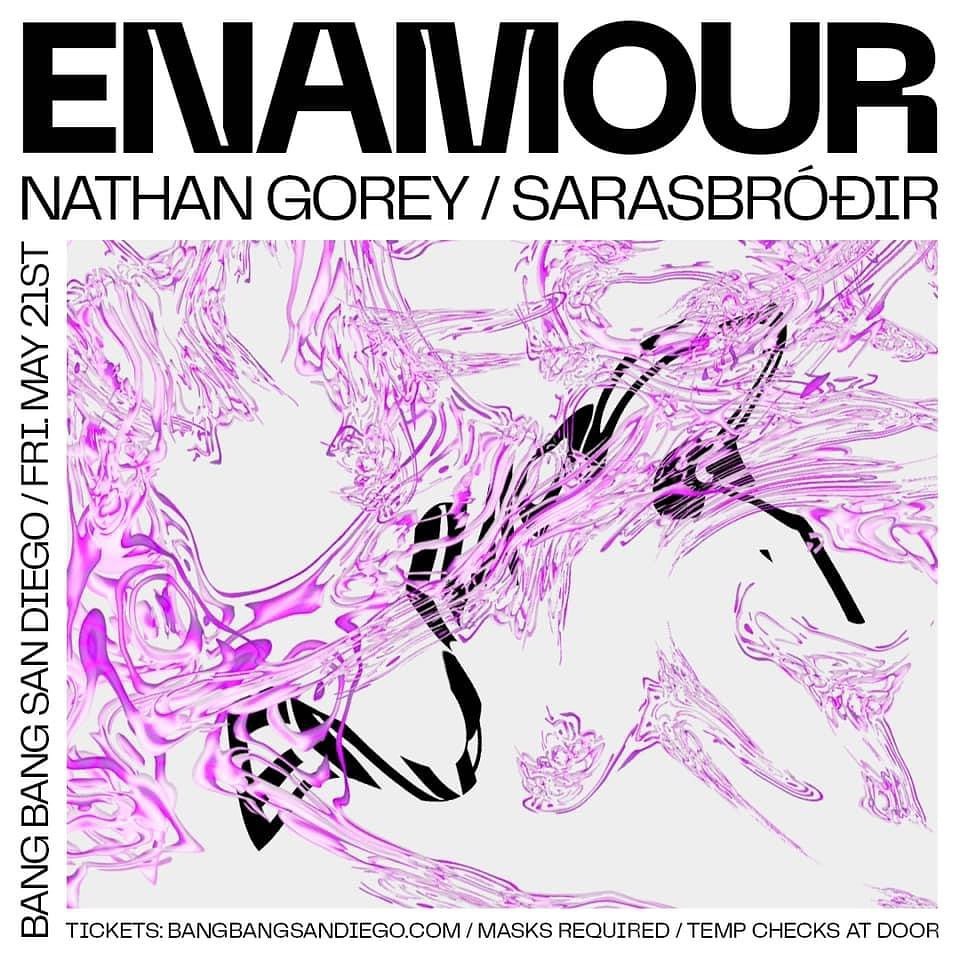 ENAMOUR
NATHAN GOREY / SARASBRÓÐIR
BANG BANG SAN DIEGO / FRI. MAY 21ST
TICKETS: BANGBANGSANDIEGO.COM / MASKS REQUIRED / TEMP CHECKS AT DOOR